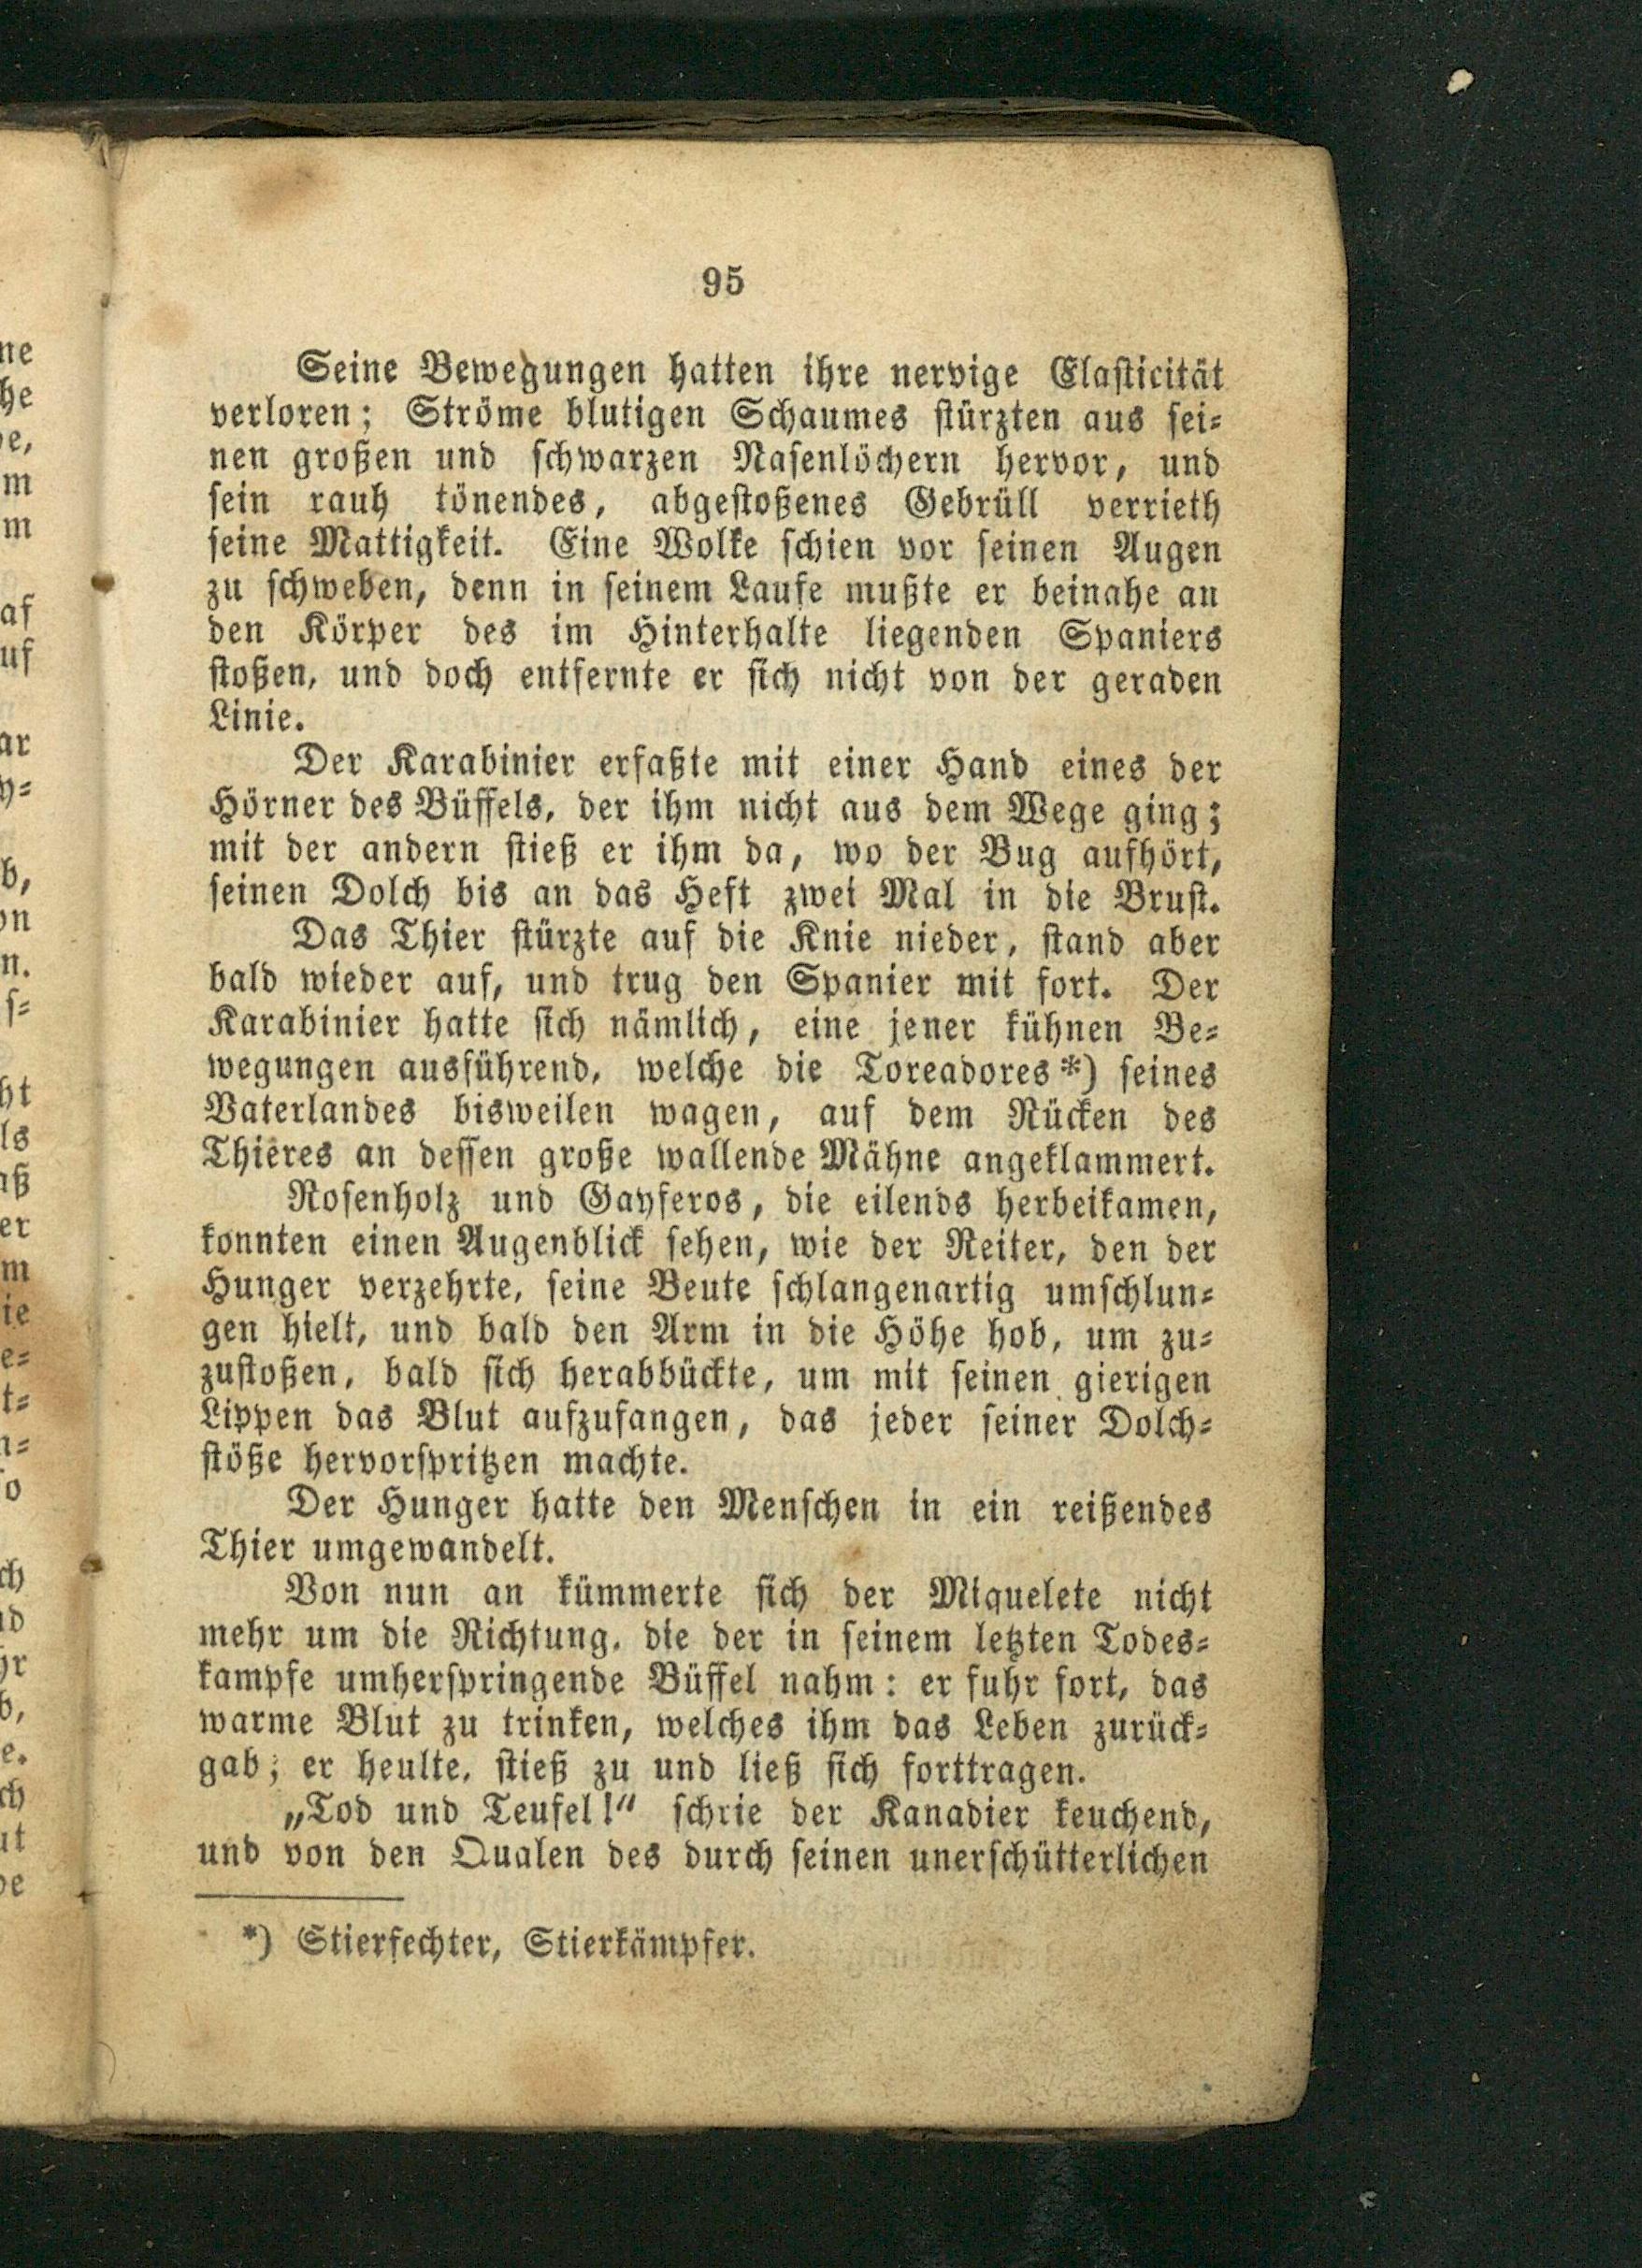 95
Seine Bewegungen hatten ihre nervige Elasticität
verloren; Ströme blutigen Schaumes stürzten aus sei-
nen großen und schwarzen Nasenlöchern hervor, und
sein rauh tönendes, abgestoßenes Gebrüll verrieth
seine Mattigkeit. Eine Wolke schien vor seinen Augen
zu schweben, denn in seinem Laufe mußte er beinahe an
den Körper des im Hinterhalte liegenden Spaniers
stoßen, und doch entfernte er sich nicht von der geraden
Linie.
Der Karabinier erfaßte mit einer Hand eines der
Hörner des Büffels, der ihm nicht aus dem Wege ging;
mit der andern stieß er ihm da, wo der Bug aufhört,
seinen Dolch bis an das Heft zwei Mal in die Brust.
Das Thier stürzte auf die Knie nieder, stand aber
bald wieder auf, und trug den Spanier mit fort. Der
Karabinier hatte sich nämlich, eine jener kühnen Be-
wegungen ausführend, welche die Toreadores*) seines
Vaterlandes bisweilen wagen, auf dem Rücken des
Thieres an dessen große wallende Mähne angeklammert.
Rosenholz und Gayferos, die eilends herbeikamen,
konnten einen Augenblick sehen, wie der Reiter, den der
Hunger verzehrte, seine Beute schlangenartig umschlun-
gen hielt, und bald den Arm in die Höhe hob, um zu-
zustoßen, bald sich herabbückte, um mit seinen gierigen
Lippen das Blut aufzufangen, das jeder seiner Dolch-
stöße hervorspritzen machte.
Der Hunger hatte den Menschen in ein reißendes
Thier umgewandelt.
Von nun an kümmerte sich der Miquelete nicht
mehr um die Richtung, die der in seinem letzten Todes-
kampfe umherspringende Büffel nahm: er fuhr fort, das
warme Blut zu trinken, welches ihm das Leben zurück-
gab; er heulte, stieß zu und ließ sich forttragen.
„Tod und Teufel!“ schrie der Kanadier keuchend,
und von den Qualen des durch seinen unerschütterlichen
*) Stierfechter, Stierkämpfer.